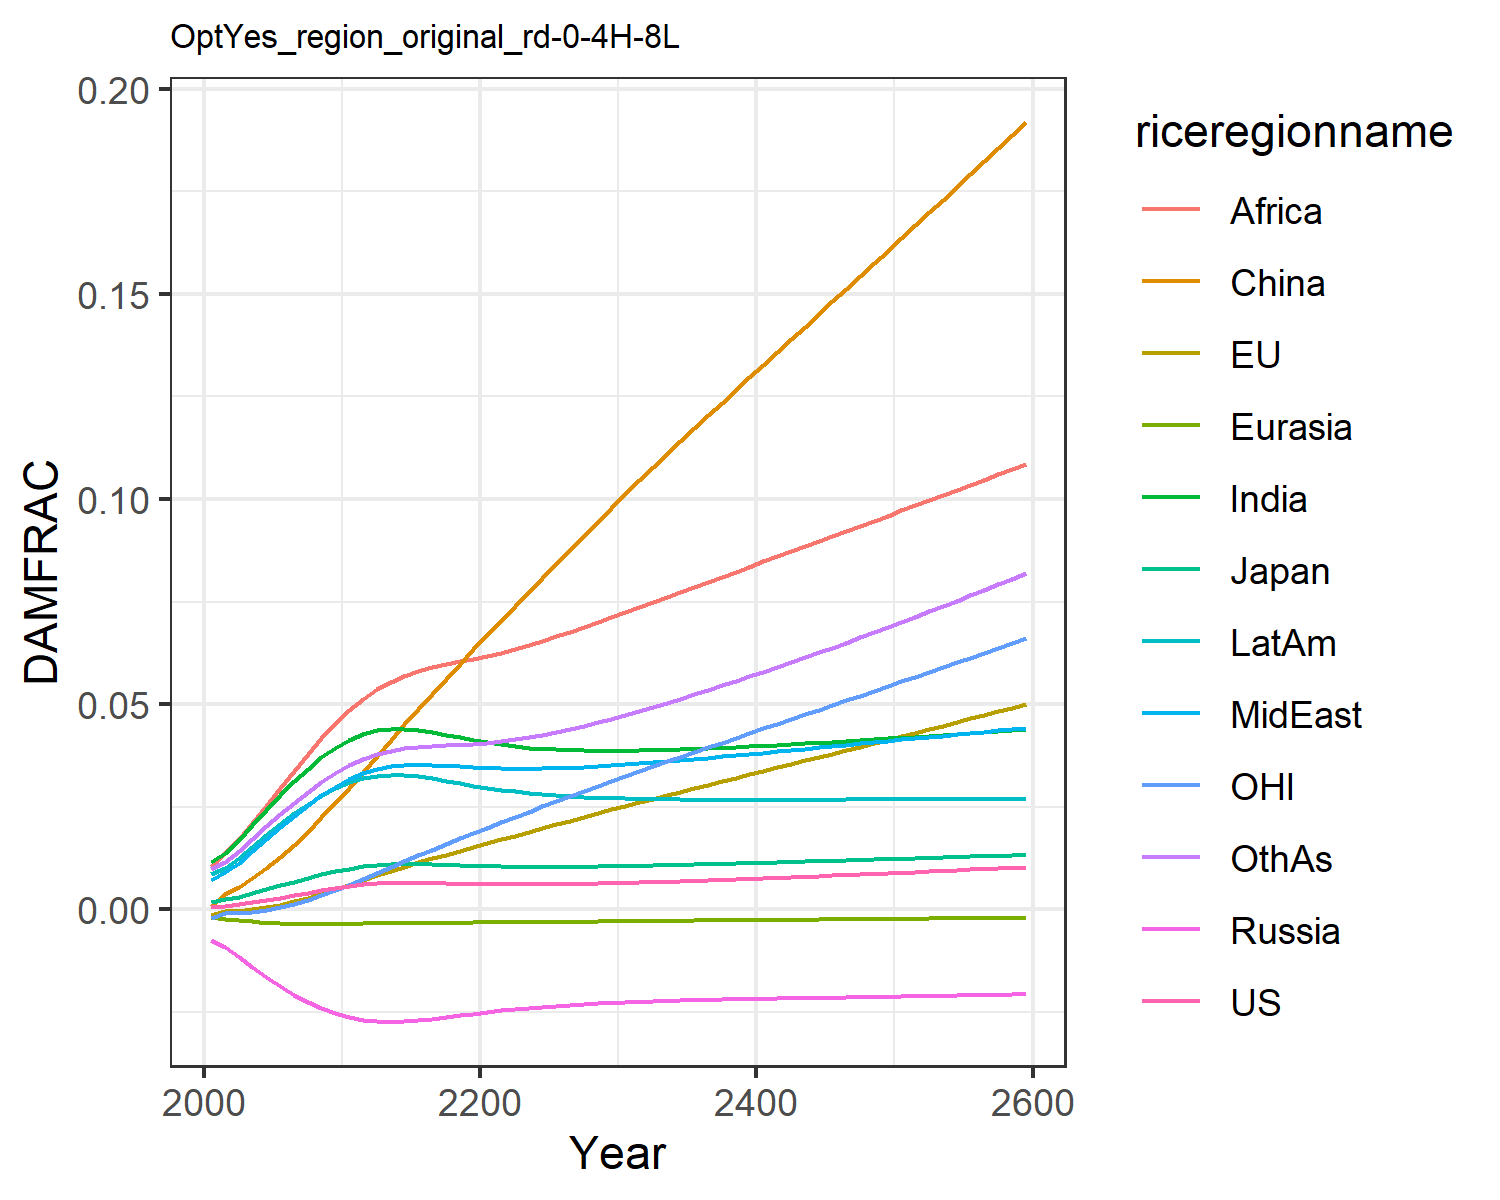 OptYes_region_original_rd-0-4H-8L
0.20
0.15
0.10
0.05
0.00
DAMFRAC
2000 2200 2400 2600
Year
riceregionname
Africa
China
EU
Eurasia
India
Japan
LatAm
MidEast
OHI
OthAs
Russia
US